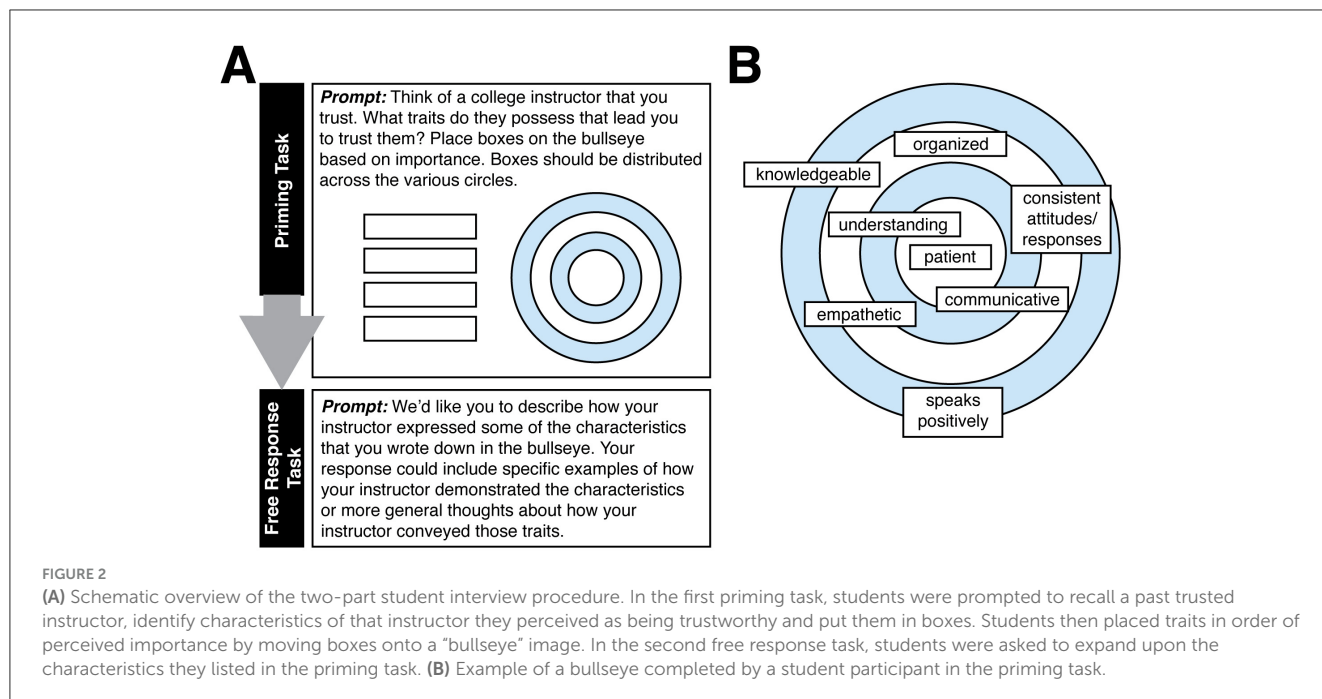 A
Priming Task
Prompt: Think of a college instructor that you
trust. What traits do they possess that lead you
to trust them? Place boxes on the bullseye
based on importance. Boxes should be distributed
across the various circles.
Free Response
Task
Prompt: We'd like you to describe how your
instructor expressed some of the characteristics
that you wrote down in the bullseye. Your
response could include specific examples of how
your instructor demonstrated the characteristics
or more general thoughts about how your
instructor conveyed those traits.
B
organized
knowledgeable
consistent
attitudes/
responses
understanding
patient
communicative
empathetic
speaks
positively
FIGURE 2
(A) Schematic overview of the two-part student interview procedure. In the first priming task, students were prompted to recall a past trusted
instructor, identify characteristics of that instructor they perceived as being trustworthy and put them in boxes. Students then placed traits in order of
perceived importance by moving boxes onto a "bullseye" image. In the second free response task, students were asked to expand upon the
characteristics they listed in the priming task. (B) Example of a bullseye completed by a student participant in the priming task.